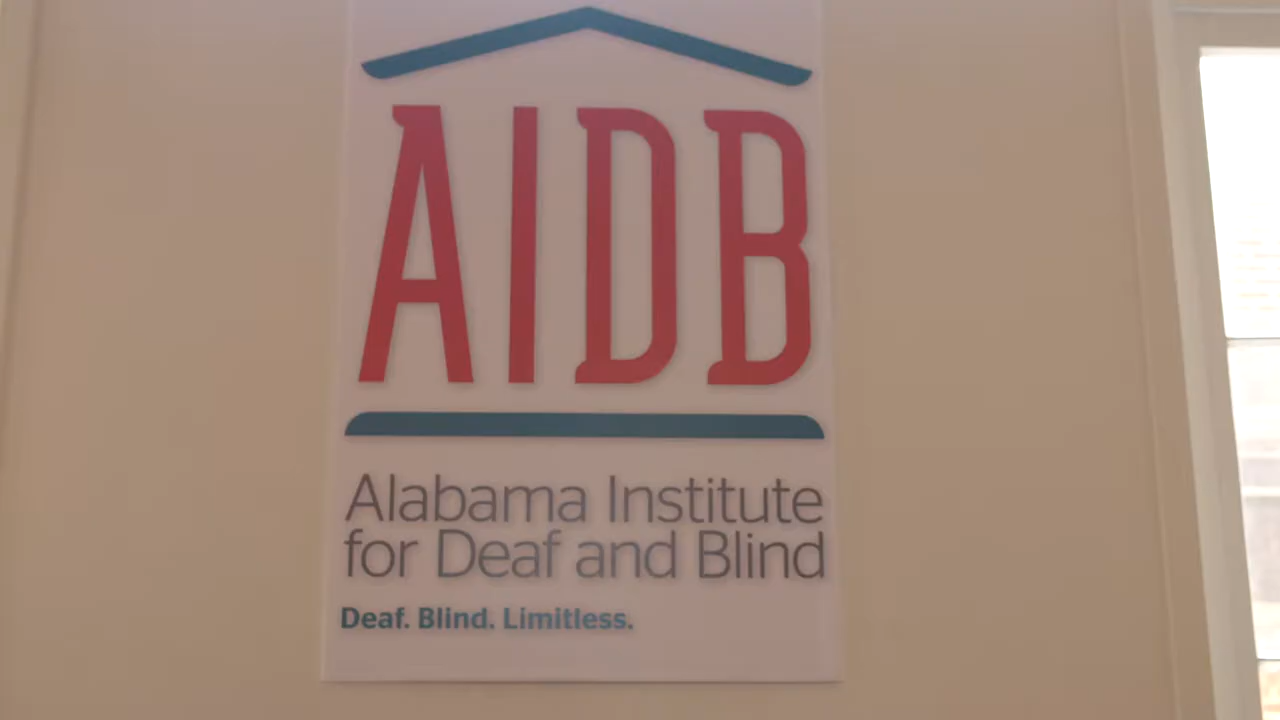 AIDB
Alabama Institute
for Deaf and Blind
Deaf. Blind. Limitless.